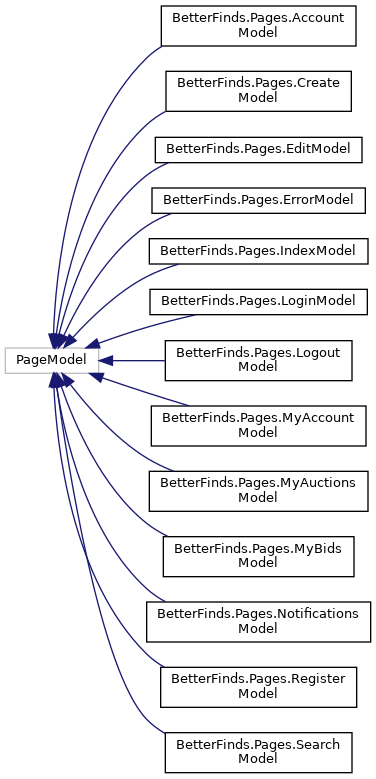 BetterFinds.Pages.Account
Model
BetterFinds.Pages.Create
Model
BetterFinds.Pages.EditModel
BetterFinds.Pages.ErrorModel
BetterFinds.Pages.IndexModel
BetterFinds.Pages.LoginModel
PageModel
BetterFinds.Pages.Logout
Model
BetterFinds.Pages.MyAccount
Model
BetterFinds.Pages.MyAuctions
Model
BetterFinds.Pages.MyBids
Model
BetterFinds.Pages.Notifications
Model
BetterFinds.Pages.Register
Model
BetterFinds.Pages.Search
Model